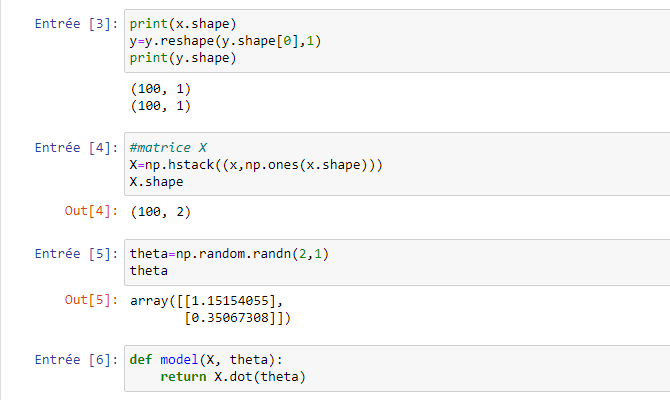 Entrée [3]: print(x.shape)
y=y.reshape(y.shape[0],1)
print(y.shape)
(100, 1)
(100, 1)
Entrée [4]: #matrice X
X=np.hstack((x,np.ones(x.shape)))
X.shape
Out[4]: (100, 2)
Entrée [5]: theta=np.random.randn(2,1)
theta
Out[5]: array([[1.15154055],
[0.35067308]])
Entrée [6]: def model(X, theta):
return X.dot(theta)